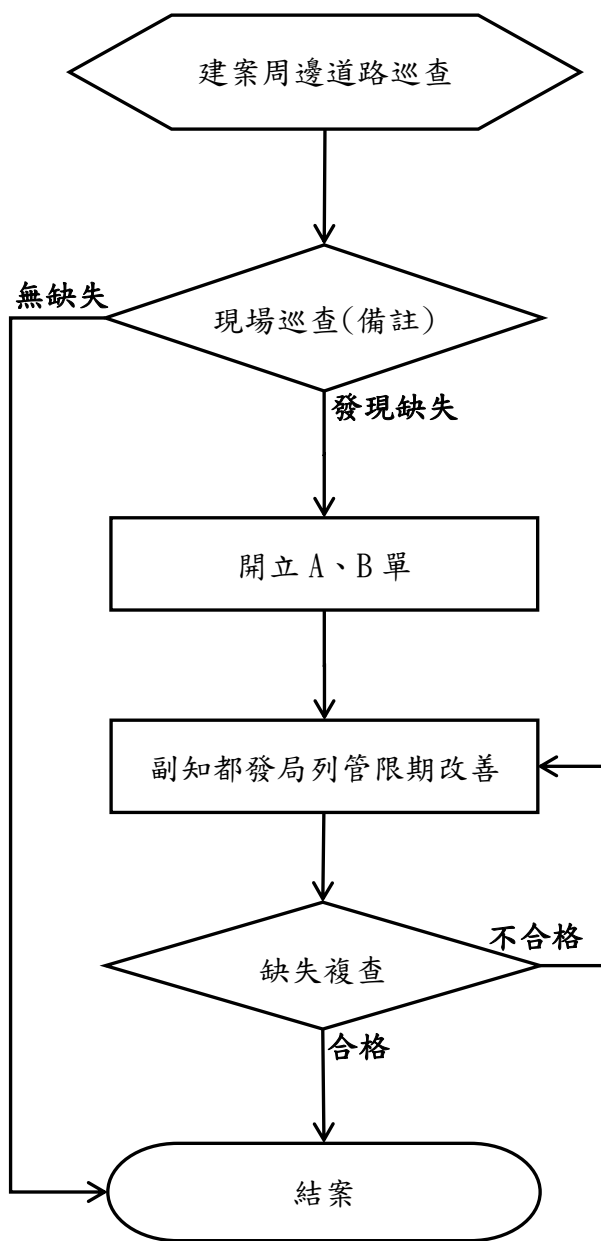 建案周邊道路巡查
無缺失
現場巡查(備註)
發現缺失
開立 A、B 單
副知都發局列管限期改善
不合格
缺失複查
合格
結案